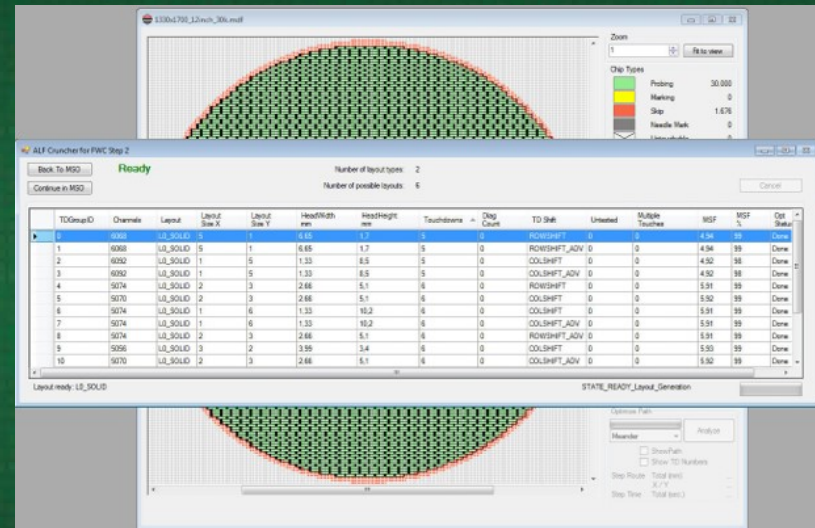 1330x1700_12inch_30k.mdf
Zoom
1
Fit to view
Chip Types
Probing 30.000
Marking 0
Skip 1.676
Needle Mark 0
ALF Cruncher for FWC Step 2
Back To MSO Ready Number of layout types: 2
Continue in MSO Number of possible layouts: 6 Cancel
TDGroupID Channels Layout Layout Size X Layout Size Y HeadWidth mm HeadHeight mm Touchdowns Diag Count TD Shift Untested Multiple Touches MSF MSF % Opt Status
0 6068 L0_SOLID 5 1 6,65 1,7 5 0 ROWSHIFT 0 0 4.94 99 Done
1 6068 L0_SOLID 5 1 6,65 1,7 5 0 ROWSHIFT_ADV 0 0 4.94 99 Done
2 6092 L0_SOLID 1 5 1,33 8,5 5 0 COLSHIFT 0 0 4.92 98 Done
3 6092 L0_SOLID 1 5 1,33 8,5 5 0 COLSHIFT_ADV 0 0 4.92 98 Done
4 5074 L0_SOLID 2 3 2,66 5,1 6 0 ROWSHIFT 0 0 5.91 99 Done
5 5070 L0_SOLID 2 3 2,66 5,1 6 0 COLSHIFT 0 0 5.92 99 Done
6 5074 L0_SOLID 1 6 1,33 10,2 6 0 COLSHIFT 0 0 5.91 99 Done
7 5074 L0_SOLID 1 6 1,33 10,2 6 0 COLSHIFT_ADV 0 0 5.91 99 Done
8 5074 L0_SOLID 2 3 2,66 5,1 6 0 COLSHIFT_ADV 0 0 5.91 99 Done
9 5056 L0_SOLID 3 2 3,99 3,4 6 0 COLSHIFT 0 0 5.93 99 Done
10 5070 L0_SOLID 2 3 2,66 5,1 6 0 COLSHIFT_ADV 0 0 5.92 99 Done
Layout ready: L0_SOLID STATE_READY_Layout_Generation
Optimise Path
Meander Analyze
Show Path
Show TD Numbers
Step Route Total (mm)
X / Y
Step Time Total (sec.)